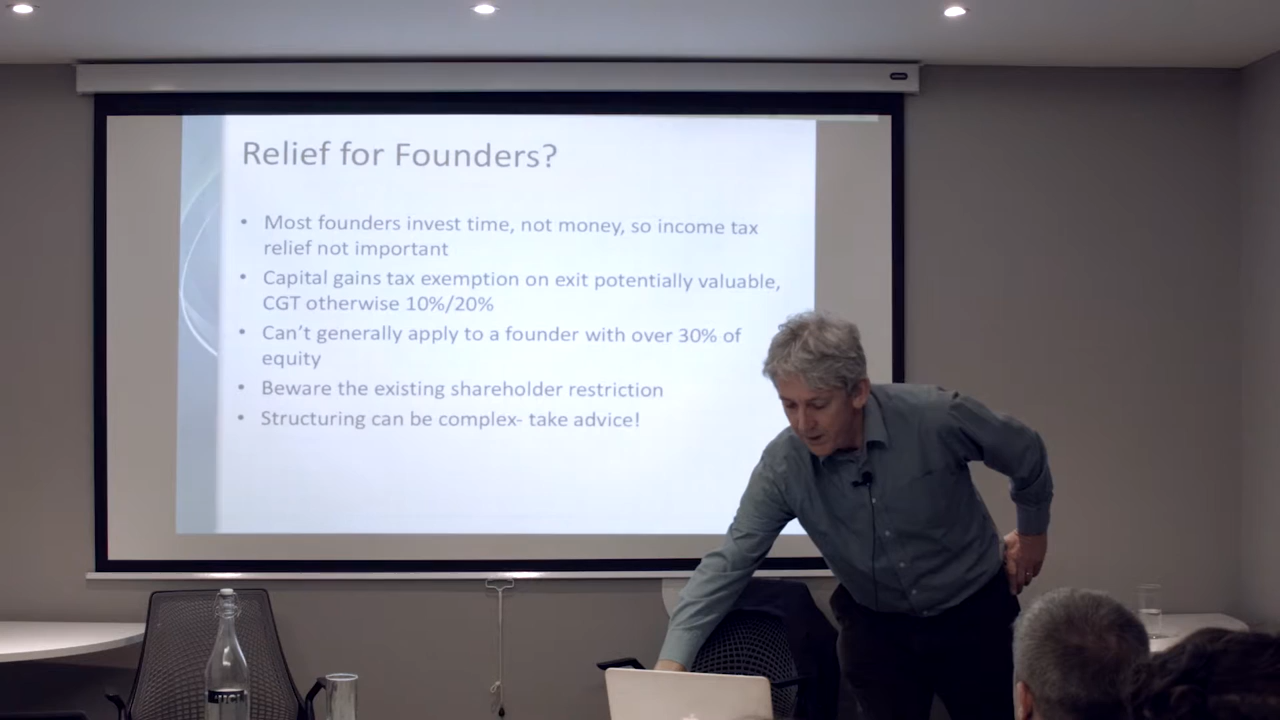 Relief for Founders?
• Most founders invest time, not money, so income tax
relief not important
• Capital gains tax exemption on exit potentially valuable,
CGT otherwise 10%/20%
• Can't generally apply to a founder with over 30% of
equity
• Beware the existing shareholder restriction
• Structuring can be complex- take advice!